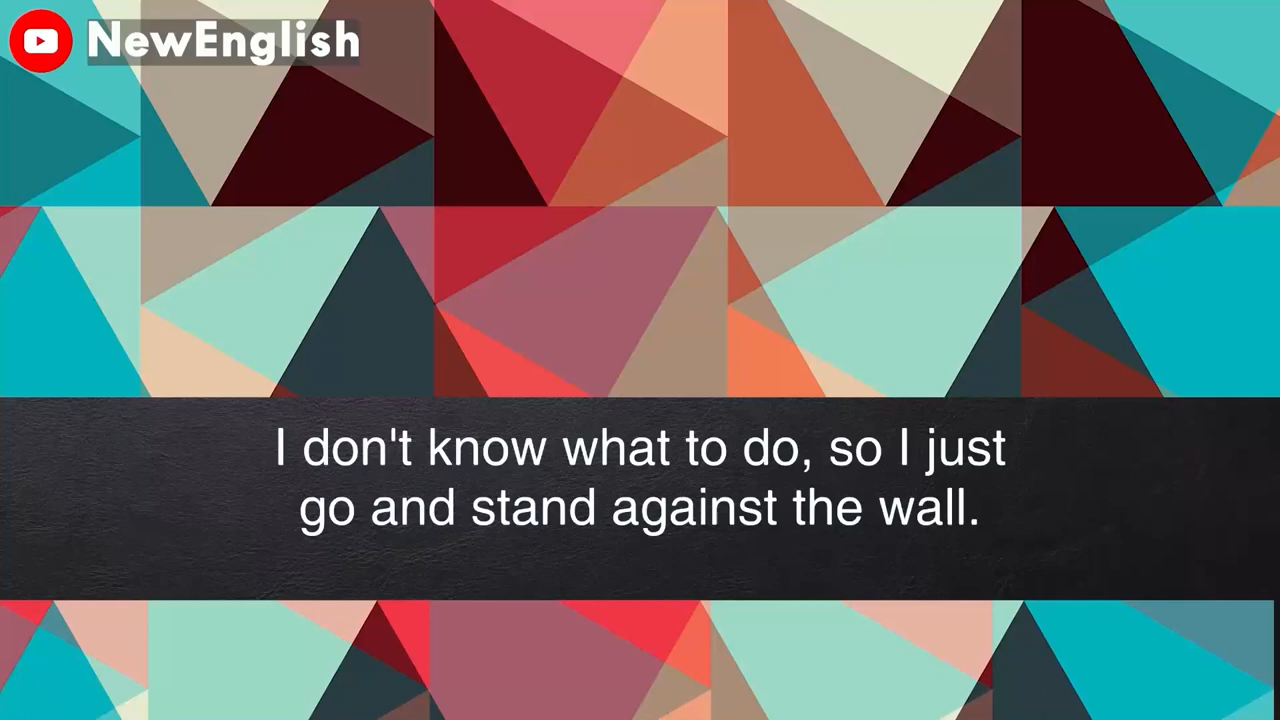 NewEnglish
I don't know what to do, so I just
go and stand against the wall.